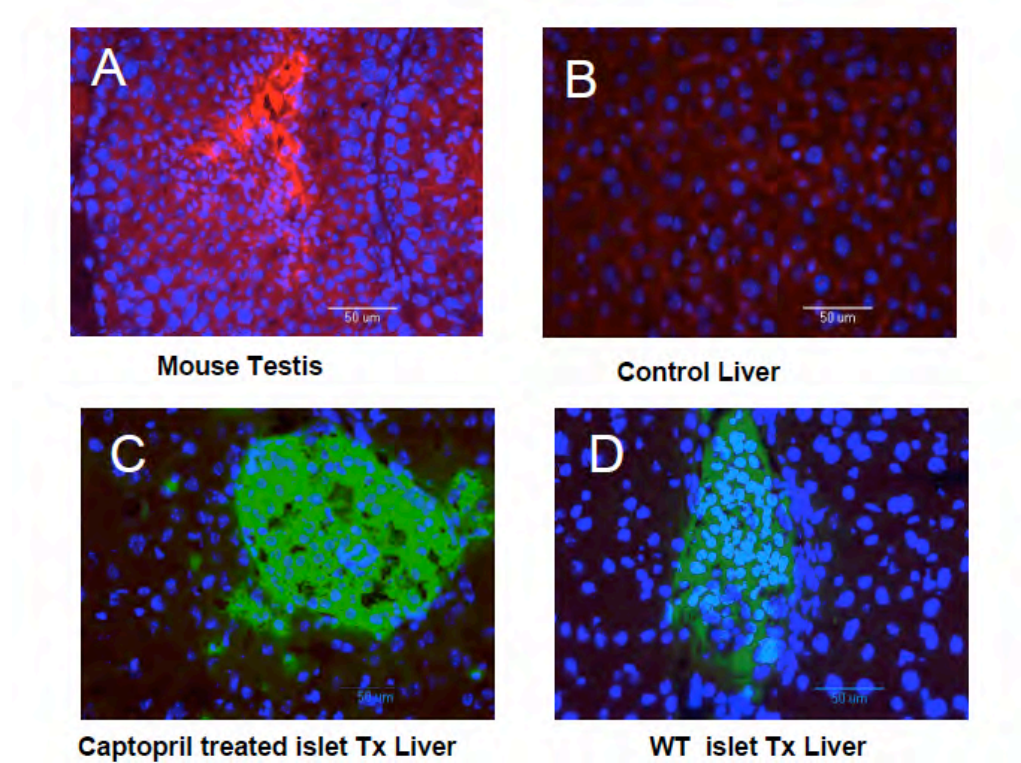 A
B
50 um
50 um
Mouse Testis
Control Liver
C
D
50 um
50 um
Captopril treated islet Tx Liver
WT islet Tx Liver